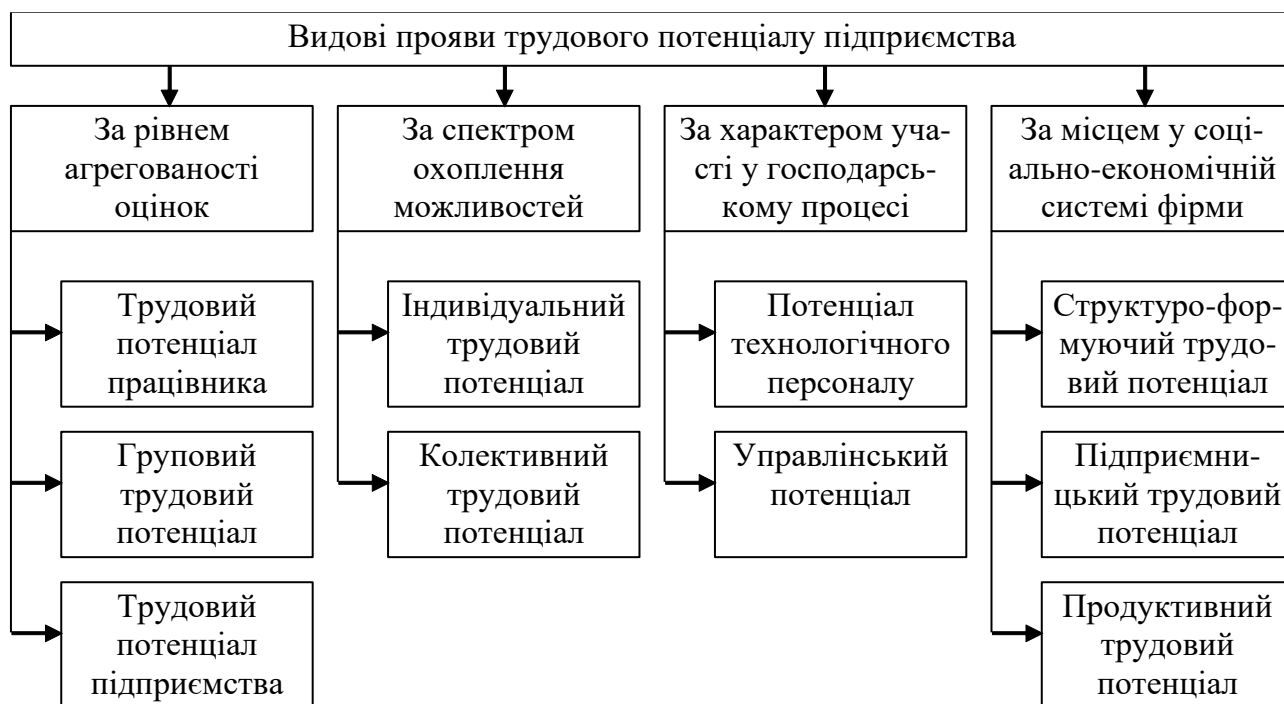 Видові прояви трудового потенціалу підприємства
За рівнем
агрегованості
оцінок
За спектром
охоплення
можливостей
За характером уча-
сті у господарсь-
кому процесі
За місцем у соці-
ально-економічній
системі фірми
Трудовий
потенціал
працівника
Індивідуальний
трудовий
потенціал
Потенціал
технологічного
персоналу
Структуро-фор-
муючий трудо-
вий потенціал
Груповий
трудовий
потенціал
Колективний
трудовий
потенціал
Управлінський
потенціал
Підприємни-
цький трудовий
потенціал
Трудовий
потенціал
підприємства
Продуктивний
трудовий
потенціал